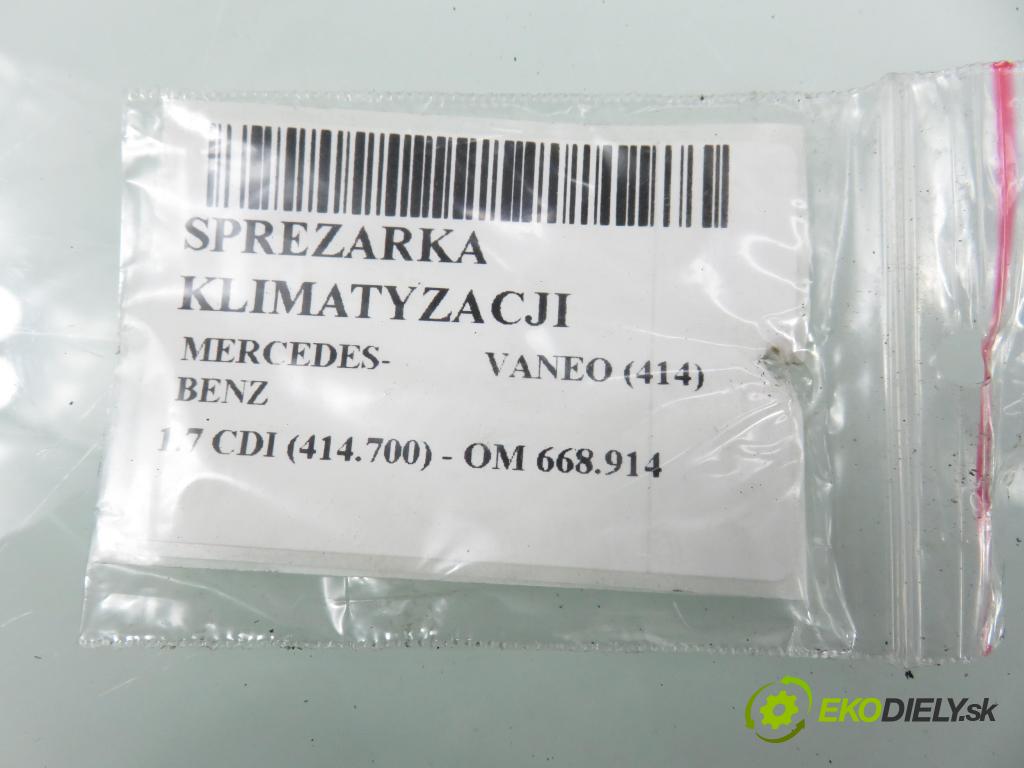 SPREZARKA
KLIMATYZACJI
MERCEDES-BENZ VANEO (414)
1.7 CDI (414.700) - OM 668.914
EKODIELY.sk